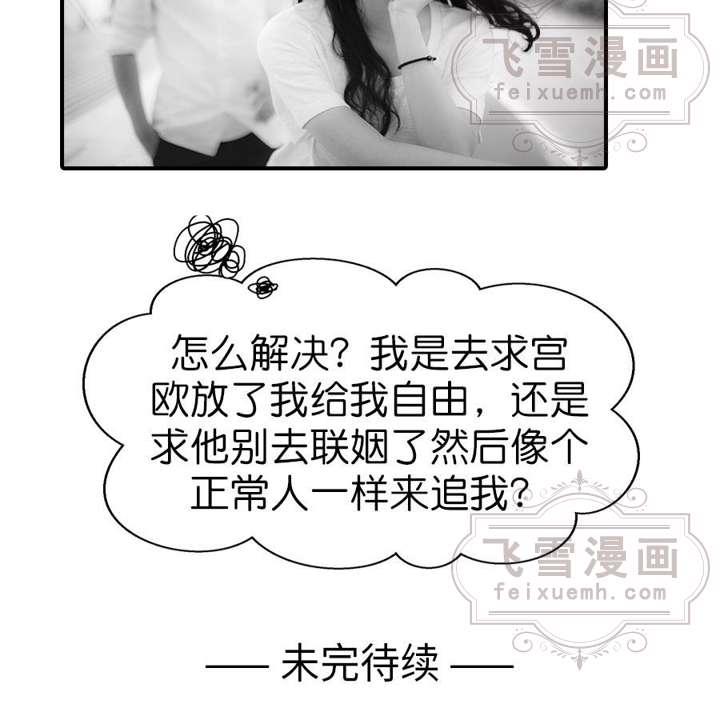 飞雪漫画
feixuemh.com
怎么解决？我是去求宫
欧放了我给我自由，还是
求他别去联姻了然后像个
正常人一样来追我？
飞雪漫画
feixuemh.com
未完待续